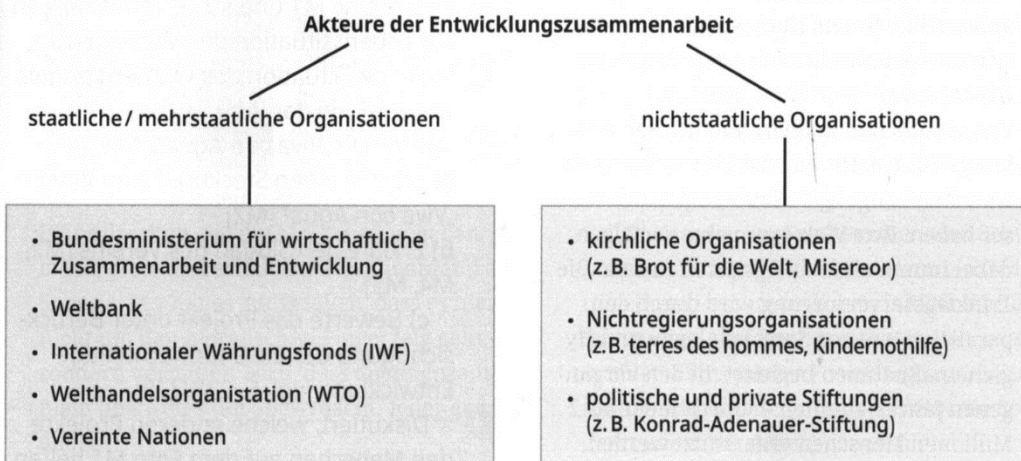 Akteure der Entwicklungszusammenarbeit
staatliche / mehrstaatliche Organisationen
nichtstaatliche Organisationen
• Bundesministerium für wirtschaftliche
Zusammenarbeit und Entwicklung
• Weltbank
• Internationaler Währungsfonds (IWF)
• Welthandelsorganistation (WTO)
• Vereinte Nationen
• kirchliche Organisationen
(z. B. Brot für die Welt, Misereor)
• Nichtregierungsorganisationen
(z. B. terres des hommes, Kindernothilfe)
• politische und private Stiftungen
(z. B. Konrad-Adenauer-Stiftung)